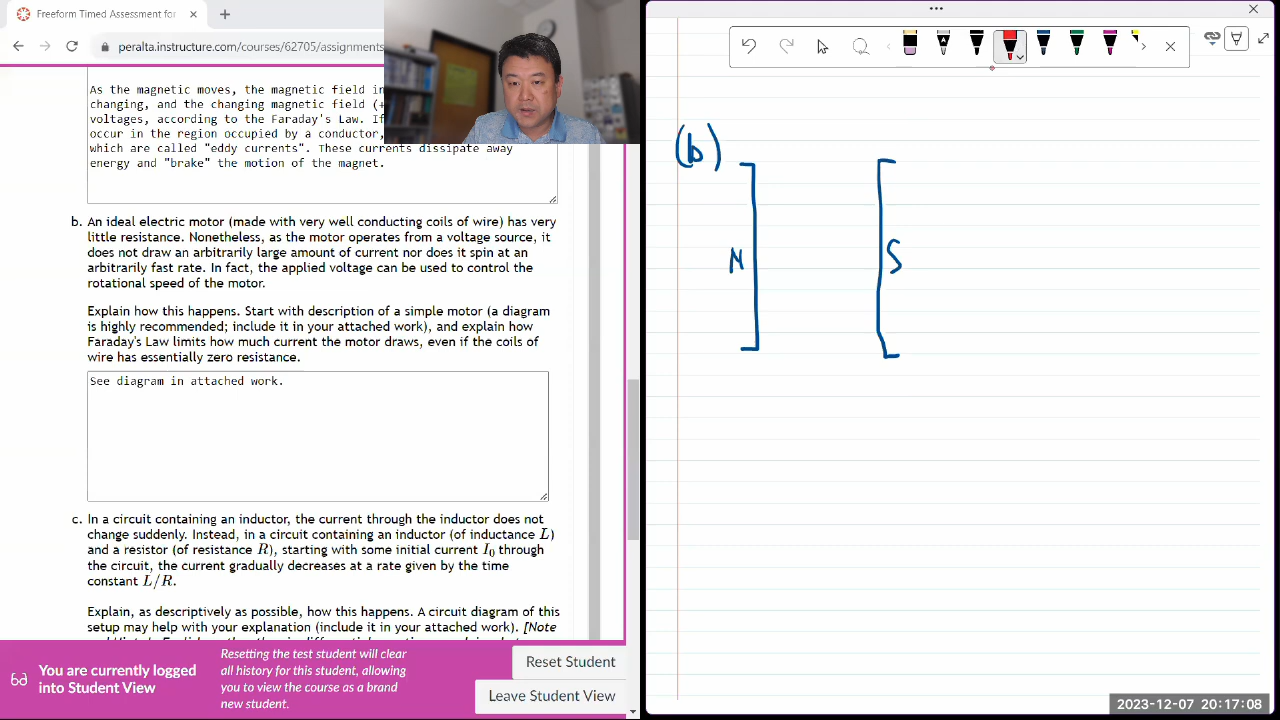 Freeform Timed Assessment for
peralta.instructure.com/courses/62705/assignments
As the magnetic moves, the magnetic field in
changing, and the changing magnetic field (+
voltages, according to the Faraday's Law. If
occur in the region occupied by a conductor,
which are called "eddy currents". These currents dissipate away
energy and "brake" the motion of the magnet.
b. An ideal electric motor (made with very well conducting coils of wire) has very
little resistance. Nonetheless, as the motor operates from a voltage source, it
does not draw an arbitrarily large amount of current nor does it spin at an
arbitrarily fast rate. In fact, the applied voltage can be used to control the
rotational speed of the motor.
Explain how this happens. Start with description of a simple motor (a diagram
is highly recommended; include it in your attached work), and explain how
Faraday's Law limits how much current the motor draws, even if the coils of
wire has essentially zero resistance.
See diagram in attached work.
c. In a circuit containing an inductor, the current through the inductor does not
change suddenly. Instead, in a circuit containing an inductor (of inductance L)
and a resistor (of resistance R), starting with some initial current I₀ through
the circuit, the current gradually decreases at a rate given by the time
constant L/R.
Explain, as descriptively as possible, how this happens. A circuit diagram of this
setup may help with your explanation (include it in your attached work). [Note
You are currently logged
into Student View
Resetting the test student will clear
all history for this student, allowing
you to view the course as a brand
new student.
Reset Student
Leave Student View
(b)
N S
2023-12-07 20:17:08